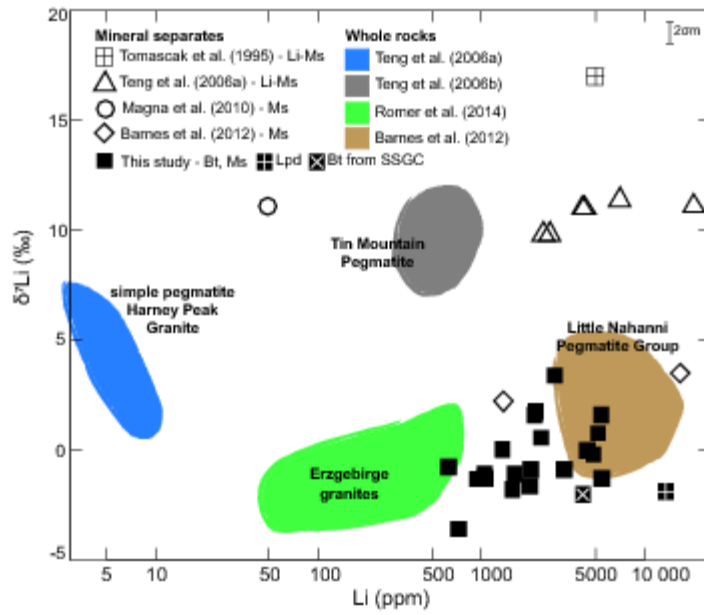 Mineral separates
Tomascak et al. (1995) - Li-Ms
Teng et al. (2006a) - Li-Ms
Magna et al. (2010) - Ms
Barnes et al. (2012) - Ms
This study - Bt, Ms
Lpd
Bt from SSGC
Whole rocks
Teng et al. (2006a)
Teng et al. (2006b)
Romer et al. (2014)
Barnes et al. (2012)
2σm
20
15
10
5
0
-5
δ⁷Li (‰)
Tin Mountain
Pegmatite
simple pegmatite
Harney Peak
Granite
Little Nahanni
Pegmatite Group
Erzgebirge
granites
5
10
50
100
500
1000
5000
10 000
Li (ppm)